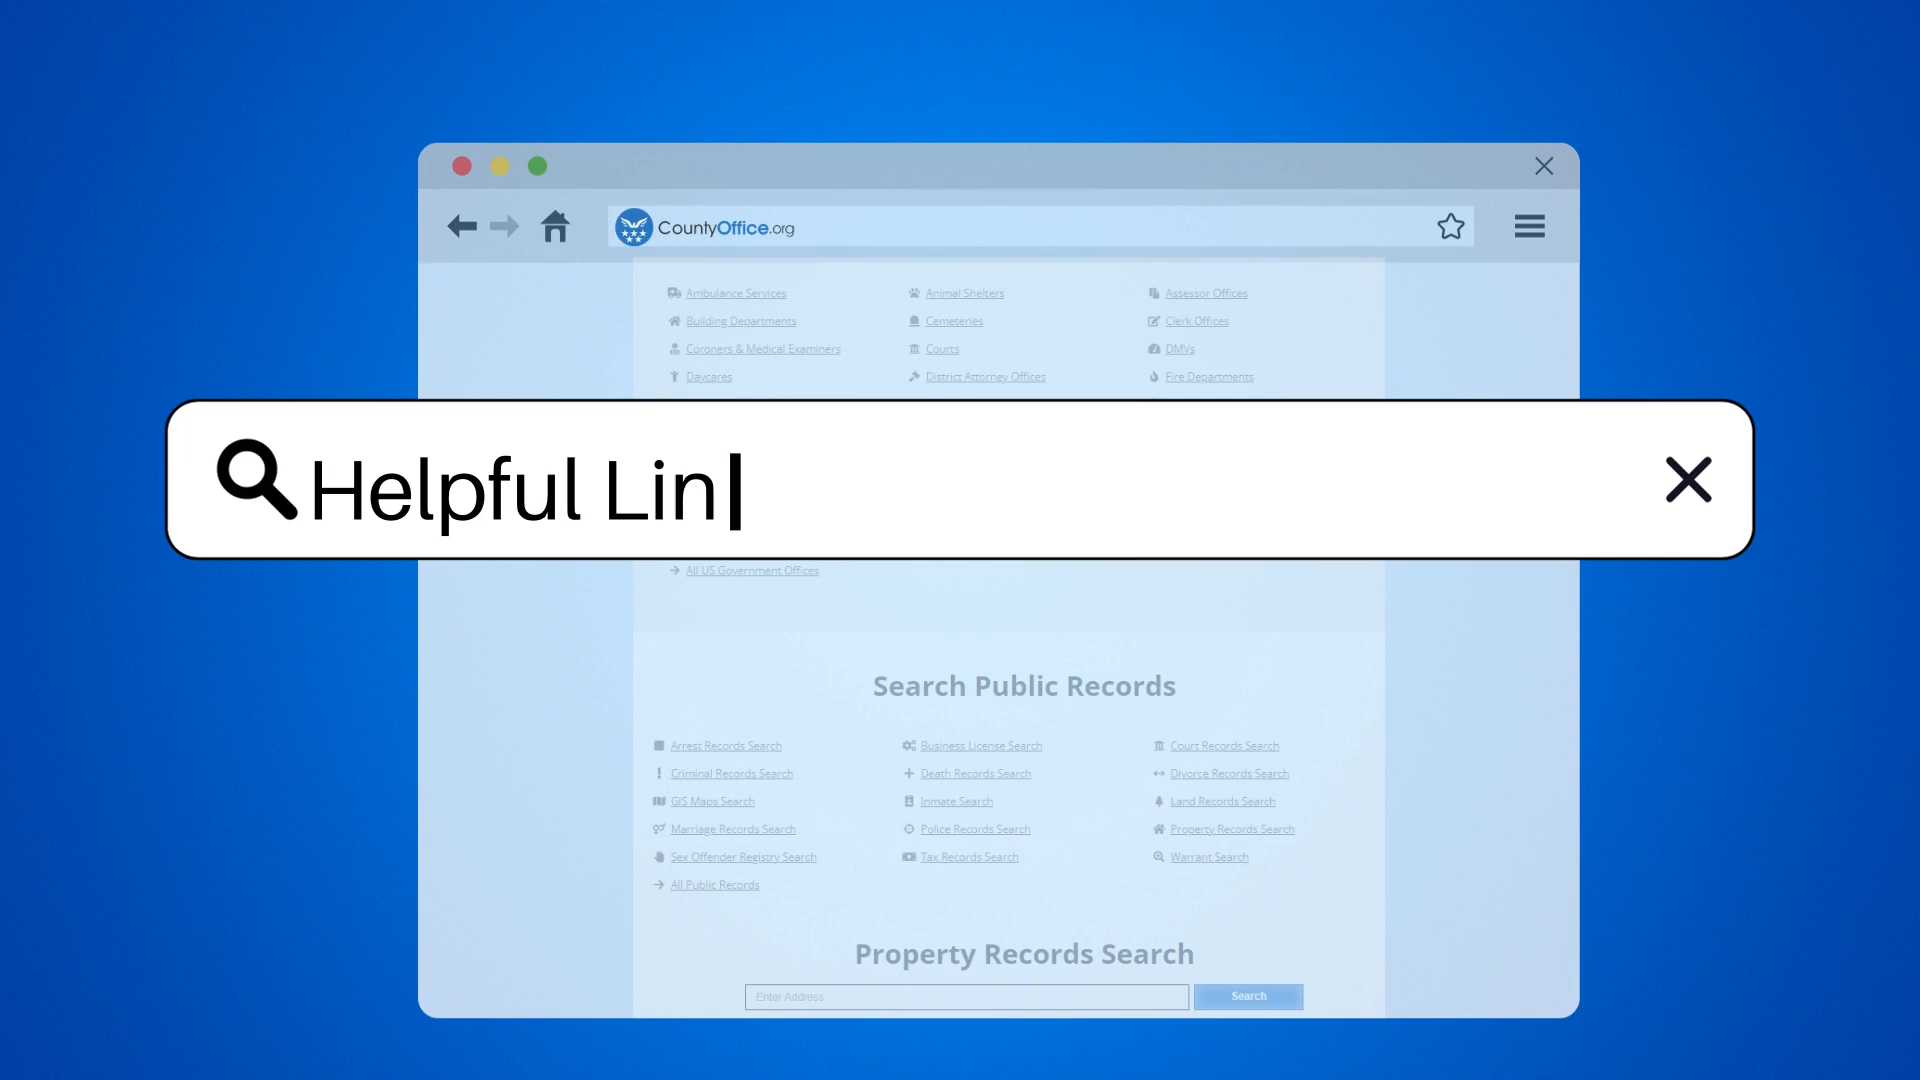 CountyOffice.org
Ambulance Services Animal Shelters Assessor Offices
Building Departments Cemeteries Clerk Offices
Coroners & Medical Examiners Courts DMVs
Daycares District Attorney Offices Fire Departments
Helpful Lin
All US Government Offices
Search Public Records
Arrest Records Search Business License Search Court Records Search
Criminal Records Search Death Records Search Divorce Records Search
GIS Maps Search Inmate Search Land Records Search
Marriage Records Search Police Records Search Property Records Search
Sex Offender Registry Search Tax Records Search Warrant Search
All Public Records
Property Records Search
Enter Address Search